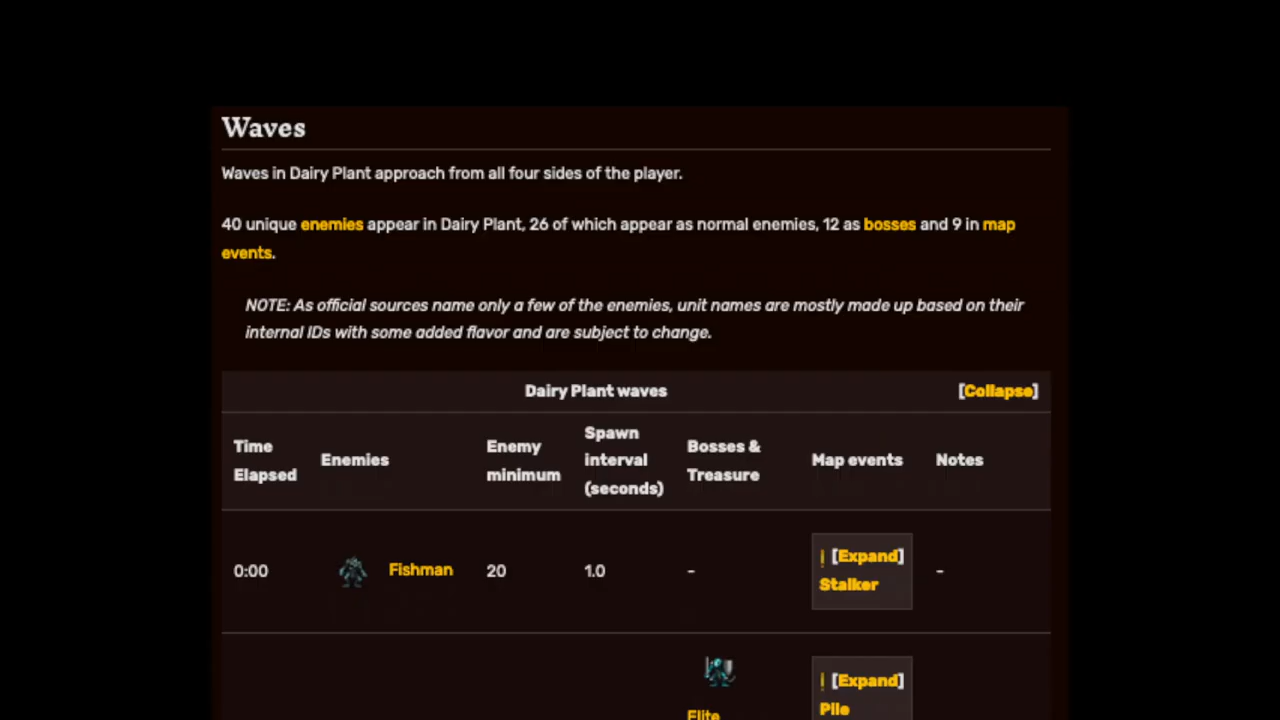 Waves
Waves in Dairy Plant approach from all four sides of the player.
40 unique enemies appear in Dairy Plant, 26 of which appear as normal enemies, 12 as bosses and 9 in map
events.
NOTE: As official sources name only a few of the enemies, unit names are mostly made up based on their
internal IDs with some added flavor and are subject to change.
Dairy Plant waves [Collapse]
Time
Elapsed
Enemies
Enemy
minimum
Spawn
interval
(seconds)
Bosses &
Treasure
Map events
Notes
0:00
Fishman
20
1.0
-
[Expand]
Stalker
-
Elite
[Expand]
Pile